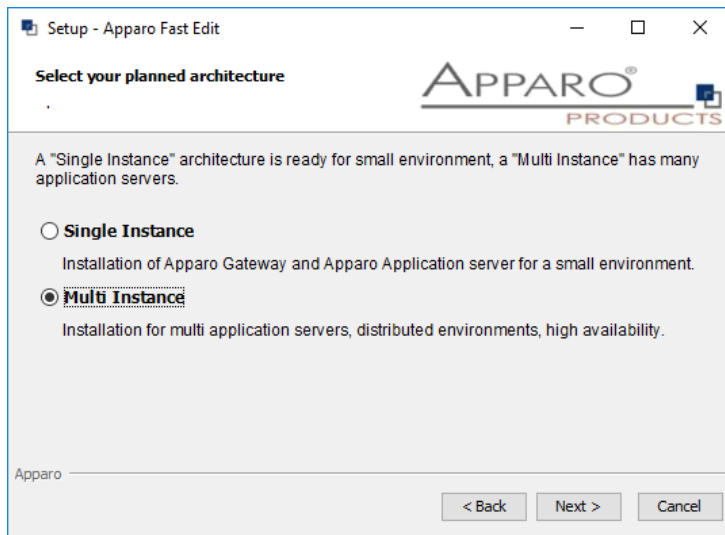 Setup - Apparo Fast Edit
Select your planned architecture
.
APPARO®
PRODUCTS
A "Single Instance" architecture is ready for small environment, a "Multi Instance" has many
application servers.
Single Instance
Installation of Apparo Gateway and Apparo Application server for a small environment.
Multi Instance
Installation for multi application servers, distributed environments, high availability.
Apparo
< Back
Next >
Cancel